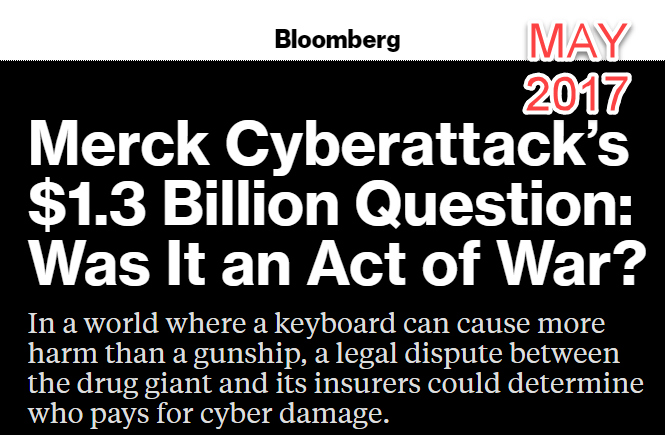 Bloomberg
MAY
2017
Merck Cyberattack's
$1.3 Billion Question:
Was It an Act of War?
In a world where a keyboard can cause more
harm than a gunship, a legal dispute between
the drug giant and its insurers could determine
who pays for cyber damage.